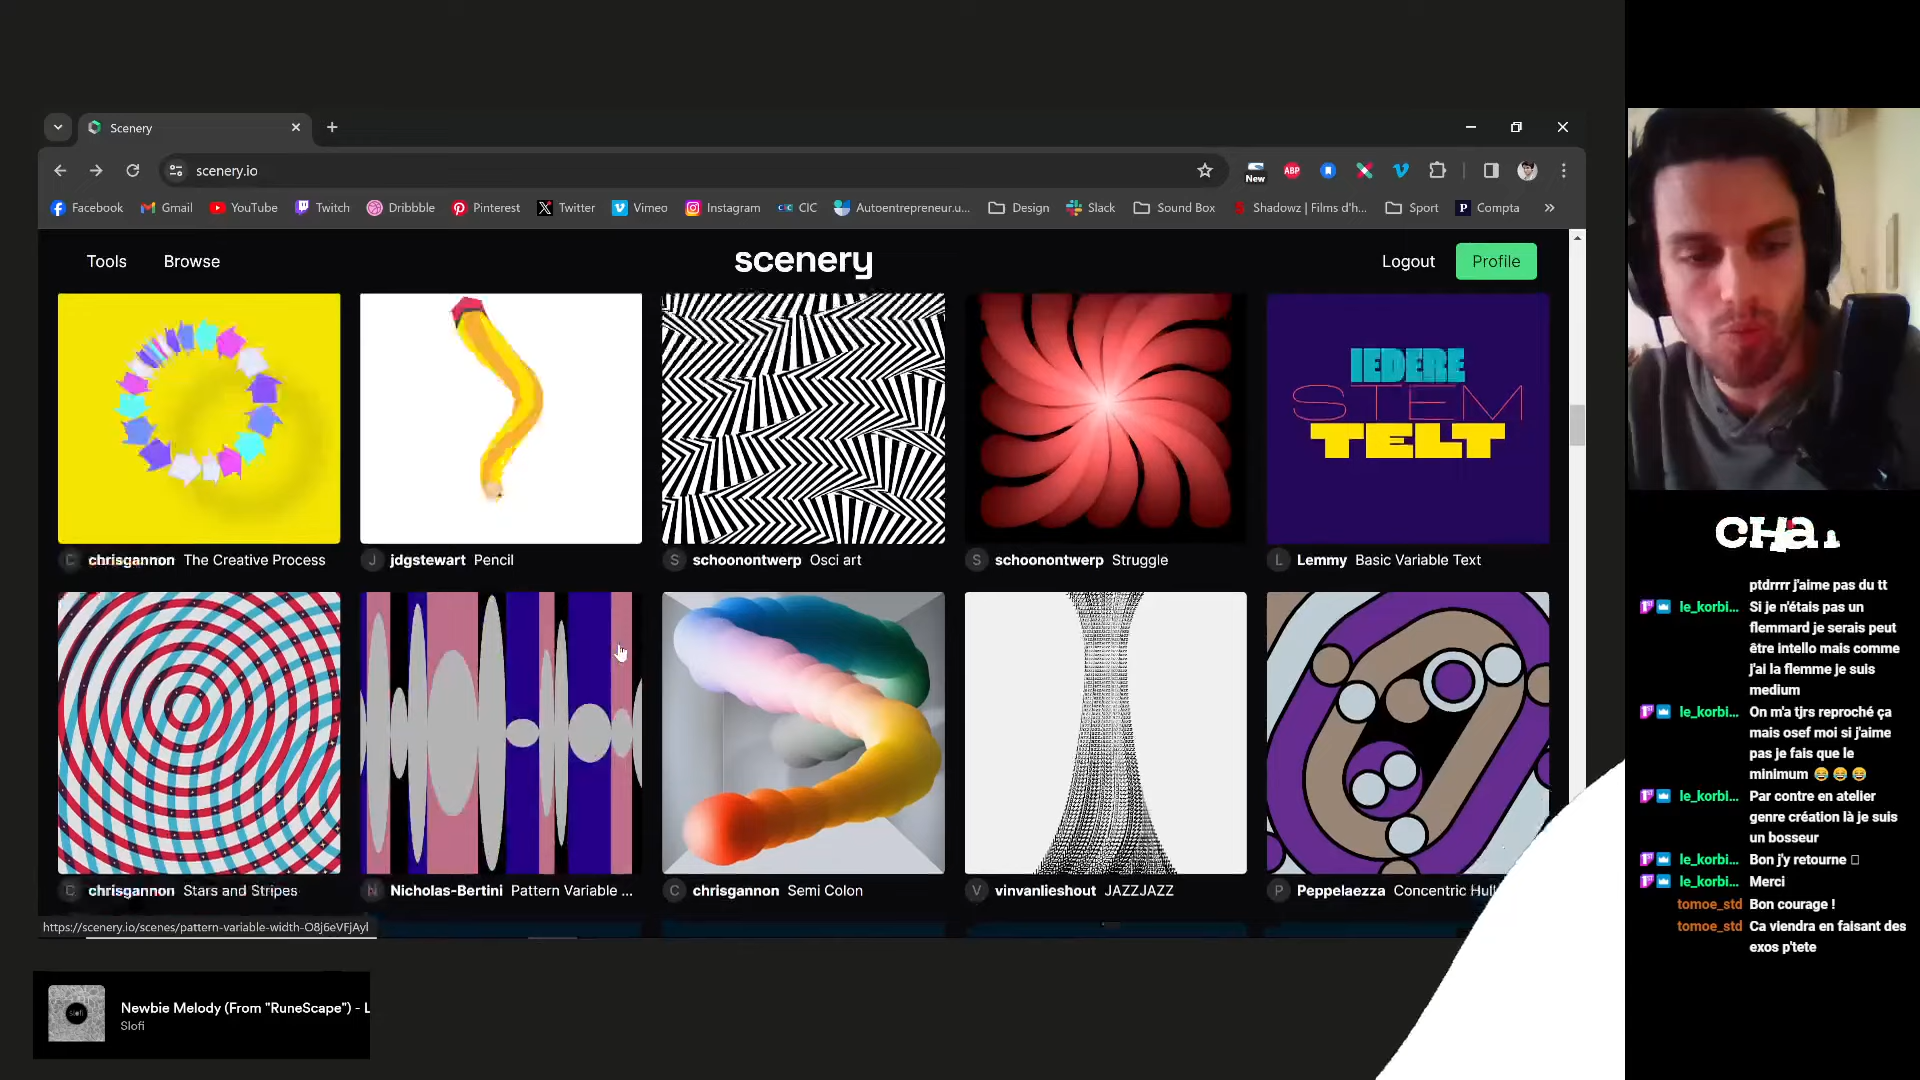 Scenery
scenery.io
New
ABP
Facebook
Gmail
YouTube
Twitch
Dribbble
Pinterest
Twitter
Vimeo
Instagram
CIC
Autoentrepreneur.u...
Design
Slack
Sound Box
Shadowz | Films d'h...
Sport
P
Compta
Tools
Browse
scenery
Logout
Profile
IEDERE
STEM
TELT
C chrisgannon The Creative Process
J jdgstewart Pencil
S schoonontwerp Osci art
S schoonontwerp Struggle
L Lemmy Basic Variable Text
C chrisgannon Stars and Stripes
N Nicholas-Bertini Pattern Variable ...
C chrisgannon Semi Colon
V vinvanlieshout JAZZJAZZ
P Peppelaezza Concentric Hul
https://scenery.io/scenes/pattern-variable-width-O8j6eVFjAyl
slofi
Newbie Melody (From "RuneScape") - L
Slofi
CHAT
ptdrrrr j'aime pas du tt
le_korbi... Si je n'étais pas un
flemmard je serais peut
être intello mais comme
j'ai la flemme je suis
medium
le_korbi... On m'a tjrs reproché ça
mais osef moi si j'aime
pas je fais que le
minimum 😂 😂 😂
le_korbi... Par contre en atelier
genre création là je suis
un bosseur
le_korbi... Bon j'y retourne
le_korbi... Merci
tomoe_std Bon courage !
tomoe_std Ca viendra en faisant des
exos p'tete